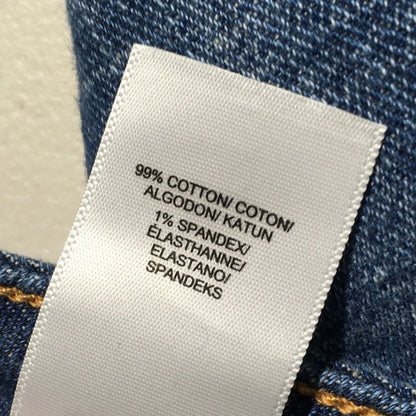 99% COTTON/ COTON/
ALGODON/ KATUN
1% SPANDEX/
ÉLASTHANNE/
ELASTANO/
SPANDEKS